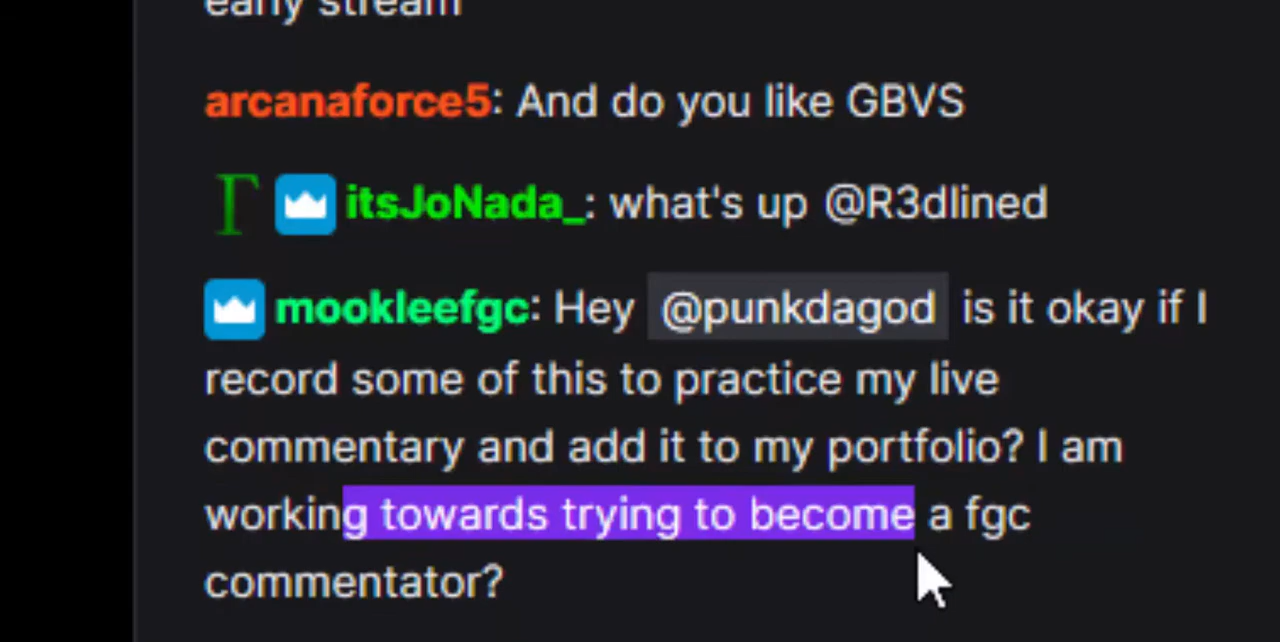 early stream
arcanaforce5: And do you like GBVS
Γ itsJoNada_: what's up @R3dlined
mookleefgc: Hey @punkdagod is it okay if I
record some of this to practice my live
commentary and add it to my portfolio? I am
working towards trying to become a fgc
commentator?